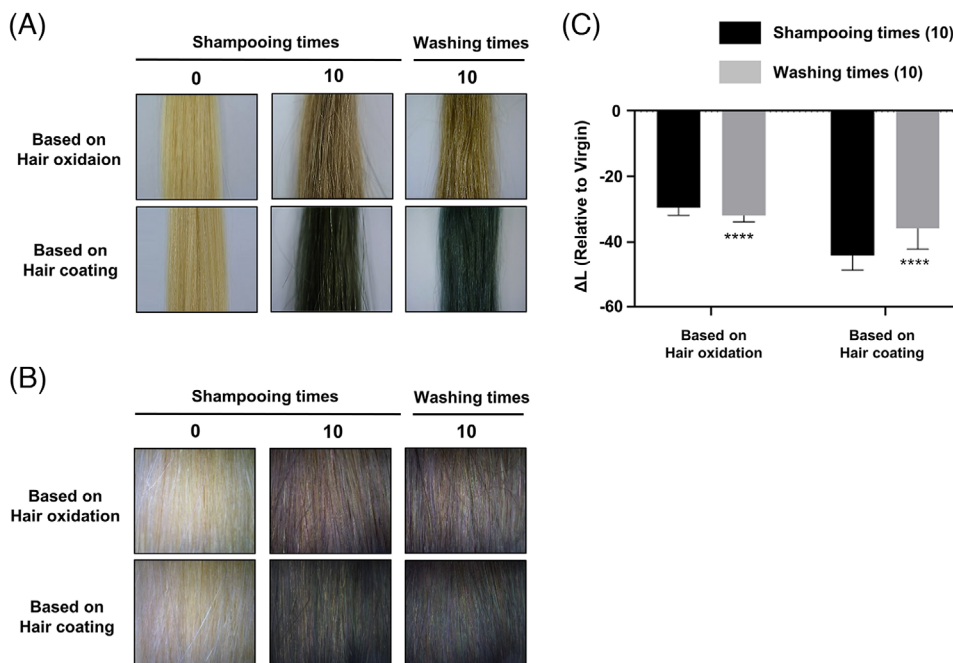 (A)
Shampooing times
Washing times
0
10
10
Based on
Hair oxidaion
Based on
Hair coating
(B)
Shampooing times
Washing times
0
10
10
Based on
Hair oxidation
Based on
Hair coating
(C)
Shampooing times (10)
Washing times (10)
ΔL (Relative to Virgin)
0
-20
-40
-60
****
****
Based on
Hair oxidation
Based on
Hair coating